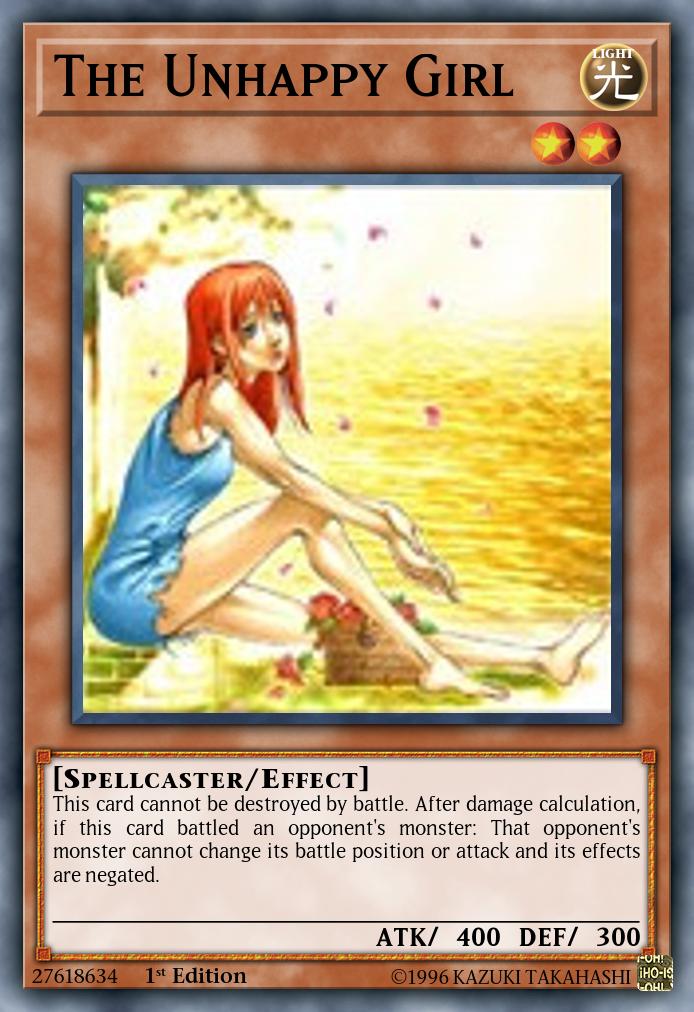 The Unhappy Girl
LIGHT
光
[Spellcaster/Effect]
This card cannot be destroyed by battle. After damage calculation,
if this card battled an opponent's monster: That opponent's
monster cannot change its battle position or attack and its effects
are negated.
ATK/ 400 DEF/ 300
27618634 1st Edition ©1996 KAZUKI TAKAHASHI